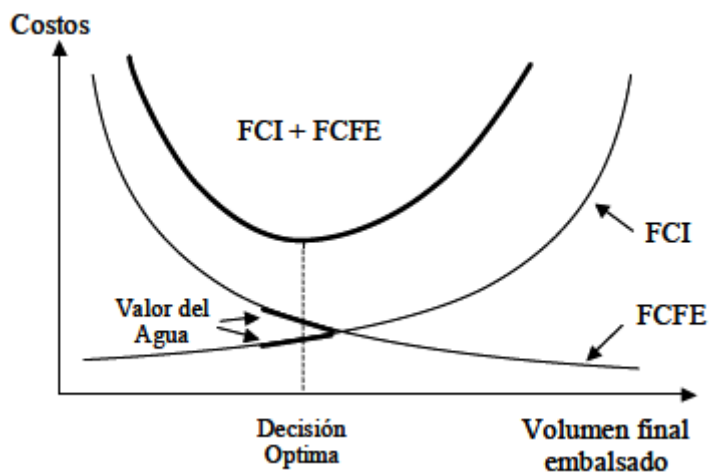 Costos
FCI + FCFE
FCI
Valor del
Agua
FCFE
Decisión
Optima
Volumen final
embalsado